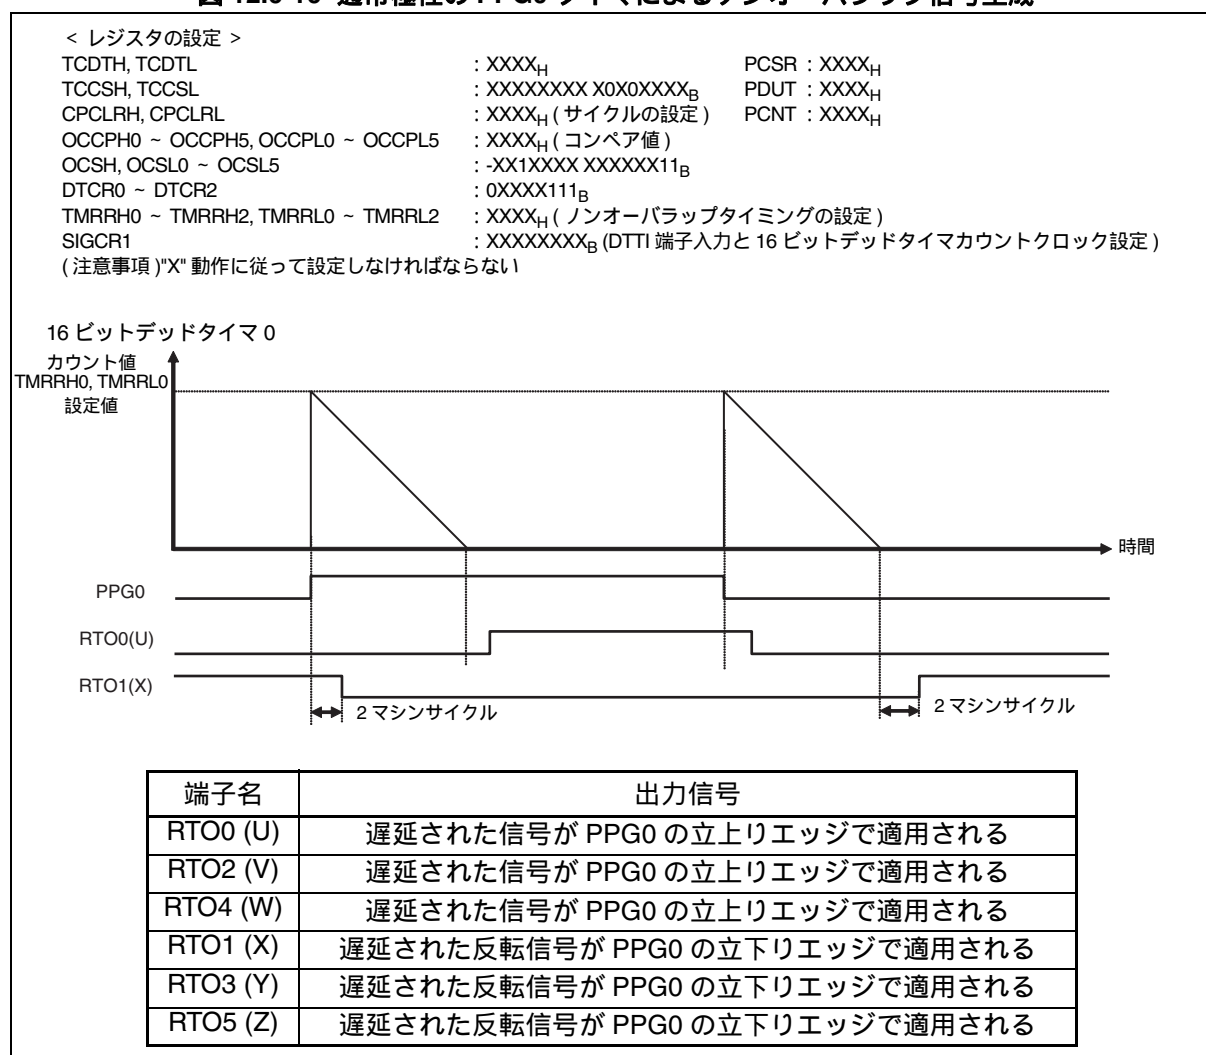 < レジスタの設定 >
TCDTH, TCDTL : XXXXH PCSR : XXXXH
TCCSH, TCCSL : XXXXXXXX X0X0XXXXB PDUT : XXXXH
CPCLRH, CPCLRL : XXXXH ( サイクルの設定 ) PCNT : XXXXH
OCCPH0 ~ OCCPH5, OCCPL0 ~ OCCPL5 : XXXXH ( コンペア値 )
OCSH, OCSL0 ~ OCSL5 : -XX1XXXX XXXXXX11B
DTCR0 ~ DTCR2 : 0XXXX111B
TMRRH0 ~ TMRRH2, TMRRL0 ~ TMRRL2 : XXXXH ( ノンオーバラップタイミングの設定 )
SIGCR1 : XXXXXXXXB (DTTI 端子入力と 16 ビットデッドタイマカウントクロック設定 )
( 注意事項 )"X" 動作に従って設定しなければならない
16 ビットデッドタイマ 0
カウント値
TMRRH0, TMRRL0
設定値
時間
PPG0
RTO0(U)
RTO1(X)
2 マシンサイクル
2 マシンサイクル
端子名 出力信号
RTO0 (U) 遅延された信号が PPG0 の立上りエッジで適用される
RTO2 (V) 遅延された信号が PPG0 の立上りエッジで適用される
RTO4 (W) 遅延された信号が PPG0 の立上りエッジで適用される
RTO1 (X) 遅延された反転信号が PPG0 の立下りエッジで適用される
RTO3 (Y) 遅延された反転信号が PPG0 の立下りエッジで適用される
RTO5 (Z) 遅延された反転信号が PPG0 の立下りエッジで適用される